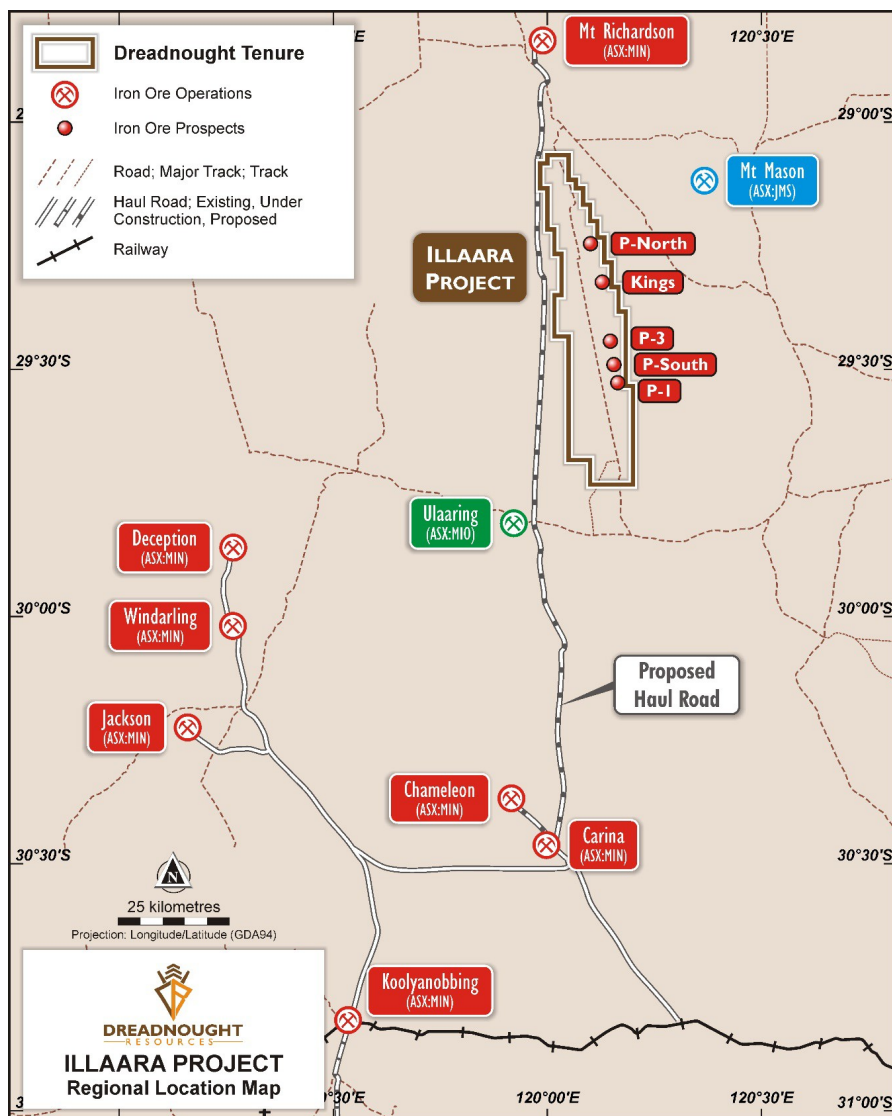 Dreadnought Tenure
Iron Ore Operations
Iron Ore Prospects
Road; Major Track; Track
Haul Road; Existing, Under
Construction, Proposed
Railway
Mt Richardson
(ASX:MIN)
120°30'E
29°00'S
Mt Mason
(ASX:JMS)
P-North
ILLAARA
PROJECT
Kings
P-3
29°30'S
29°30'S
P-South
P-1
Ulaaring
(ASX:MIO)
Deception
(ASX:MIN)
30°00'S
30°00'S
Windarling
(ASX:MIN)
Proposed
Haul Road
Jackson
(ASX:MIN)
Chameleon
(ASX:MIN)
Carina
(ASX:MIN)
30°30'S
30°30'S
N
25 kilometres
Projection: Longitude/Latitude (GDA94)
Koolyanobbing
(ASX:MIN)
DREADNOUGHT
RESOURCES
ILLAARA PROJECT
Regional Location Map
120°00'E
120°30'E
31°00'S